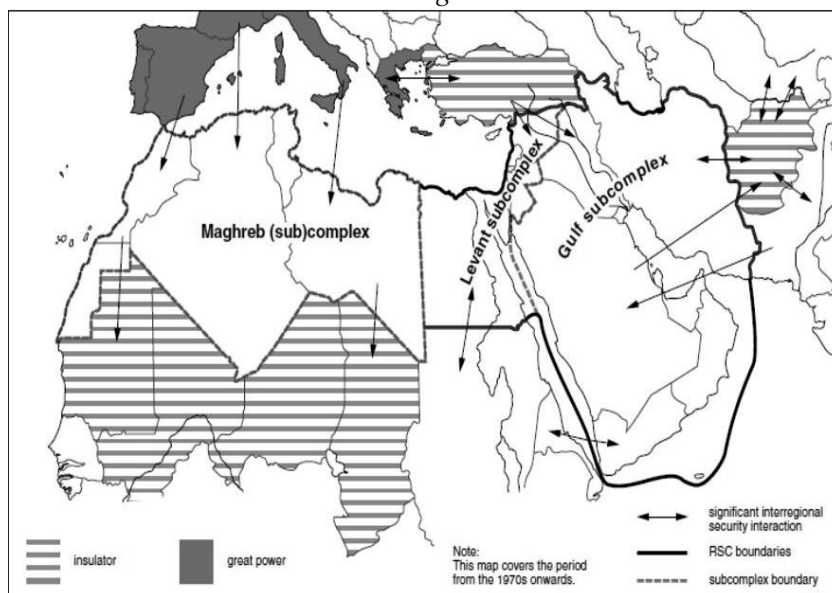 Maghreb (sub)complex
Levant subcomplex
Gulf subcomplex
insulator
great power
Note:
This map covers the period
from the 1970s onwards.
significant interregional
security interaction
RSC boundaries
subcomplex boundary